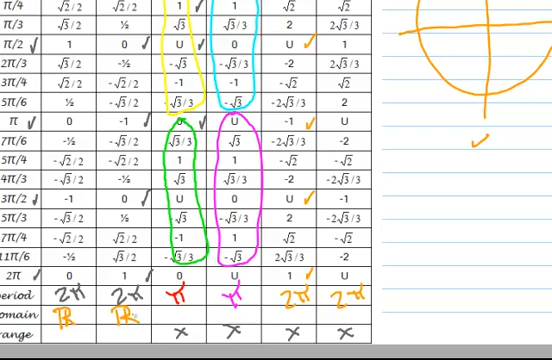 π/4 √2/2 √2/2 1 ✓ 1 √2 √2
π/3 √3/2 ½ √3 √3/3 2 2√3/3
π/2 ✓ 1 0 ✓ U ✓ 0 U ✓ 1
2π/3 √3/2 -½ -√3 -√3/3 -2 2√3/3
3π/4 √2/2 -√2/2 -1 -1 -√2 √2
5π/6 ½ -√3/2 -√3/3 -√3 -2√3/3 2
π ✓ 0 -1 ✓ 0 ✓ U -1 ✓ U
7π/6 -½ -√3/2 √3/3 √3 -2√3/3 -2
5π/4 -√2/2 -√2/2 1 1 -√2 -√2
4π/3 -√3/2 -½ √3 √3/3 -2 -2√3/3
3π/2 ✓ -1 0 ✓ U 0 U ✓ -1
5π/3 -√3/2 ½ -√3 -√3/3 2 -2√3/3
7π/4 -√2/2 √2/2 -1 1 √2 -√2
11π/6 -½ √3/2 -√3/3 -√3 2√3/3 -2
2π ✓ 0 1 ✓ 0 U 1 ✓ U
eriod 2π 2π π π 2π 2π
omain ℝ ℝ
ange × × × ×
✓